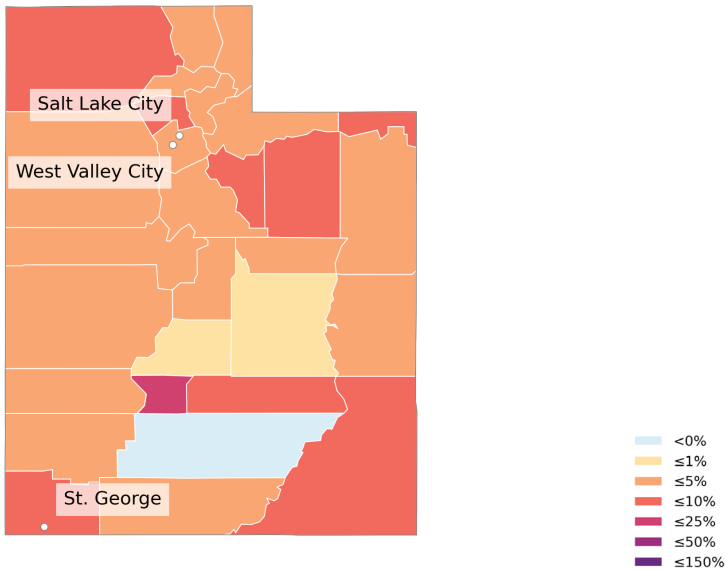 Salt Lake City
West Valley City
St. George
<0%
≤1%
≤5%
≤10%
≤25%
≤50%
≤150%